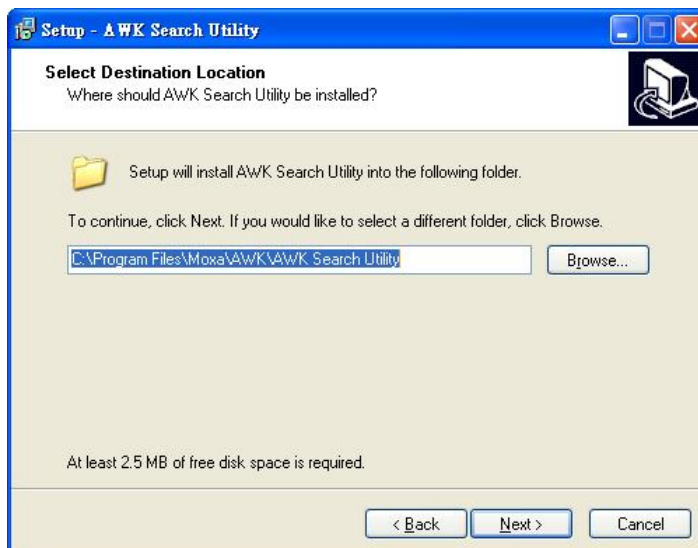 Setup - AWK Search Utility
Select Destination Location
Where should AWK Search Utility be installed?
Setup will install AWK Search Utility into the following folder.
To continue, click Next. If you would like to select a different folder, click Browse.
C:\Program Files\Moxa\AWK\AWK Search Utility
Browse...
At least 2.5 MB of free disk space is required.
< Back
Next >
Cancel